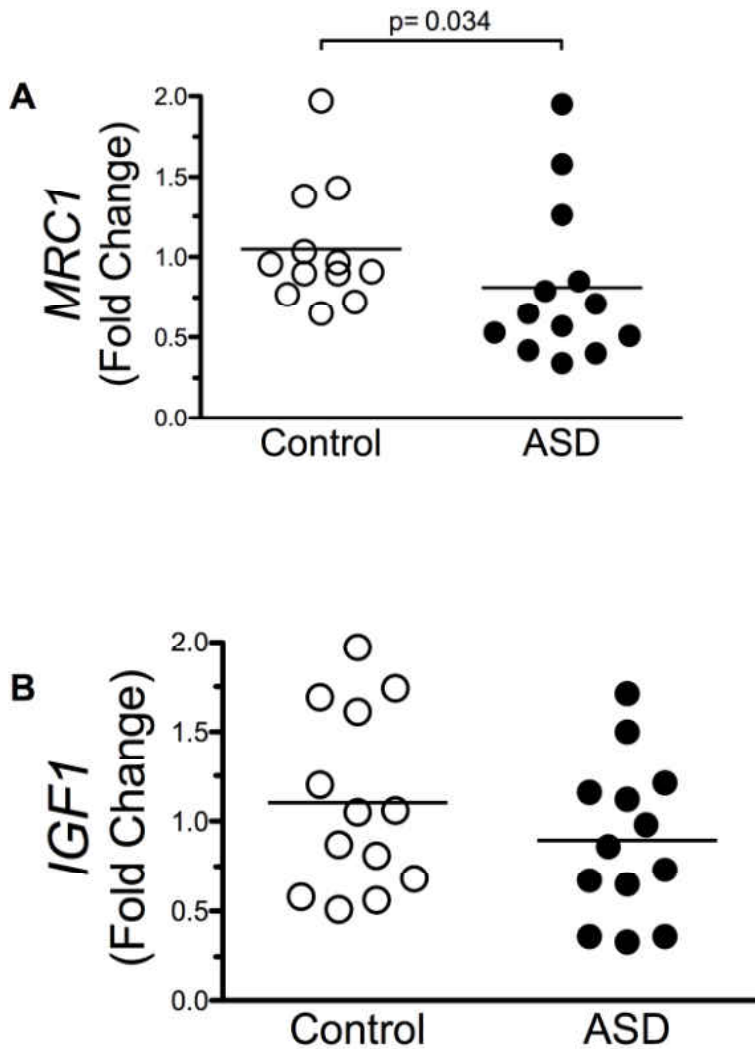 p= 0.034
A
MRC1
(Fold Change)
2.0
1.5
1.0
0.5
0.0
Control
ASD
B
IGF1
(Fold Change)
2.0
1.5
1.0
0.5
0.0
Control
ASD